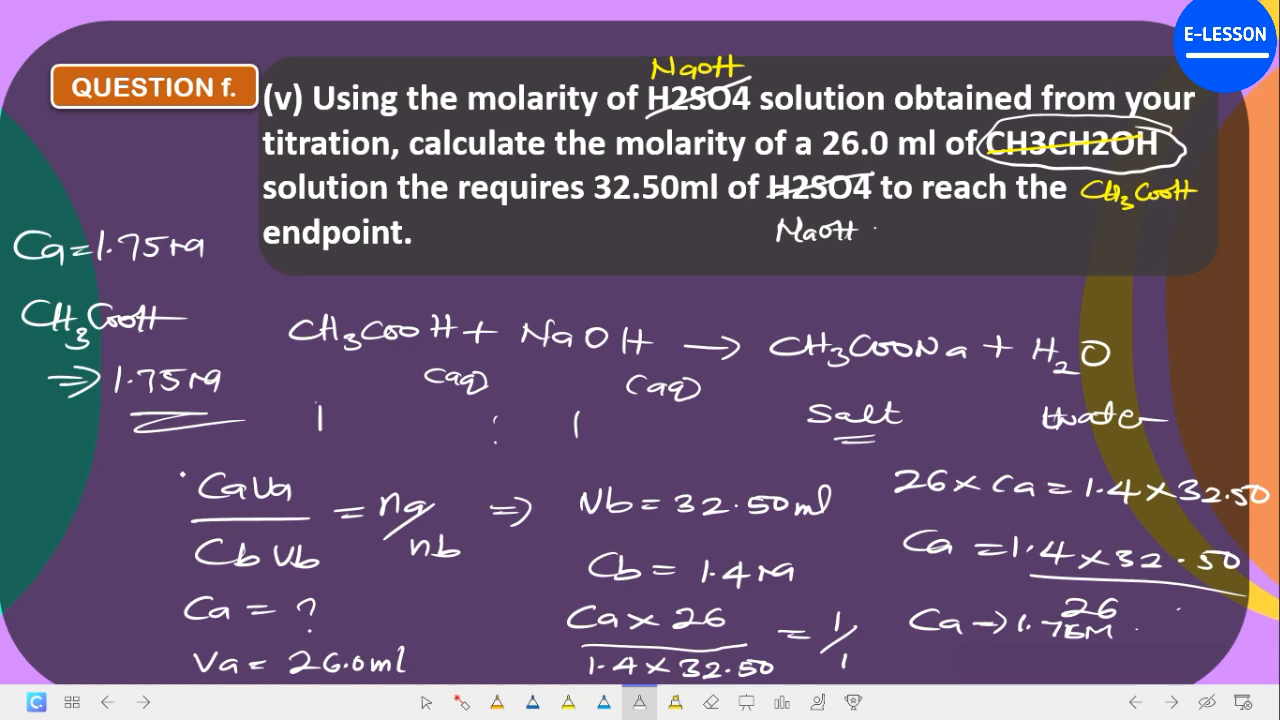 E-LESSON
QUESTION f.
NaOH
(v) Using the molarity of H2SO4 solution obtained from your
titration, calculate the molarity of a 26.0 ml of CH3CH2OH
solution the requires 32.50ml of H2SO4 to reach the CH3COOH
endpoint.
NaOH
Ca=1.75M
CH3COOH
=> 1.75M
CH3COOH + NaOH → CH3COONa + H2O
(aq) (aq)
1 : 1
Salt water
CaVa
= na/nb =>
CbVb
Ca = ?
Va = 26.0ml
Vb = 32.50ml
Cb = 1.4M
Ca x 26
= 1/1
1.4 x 32.50
26 x Ca = 1.4 x 32.50
Ca = 1.4 x 32.50
26
Ca => 1.75M